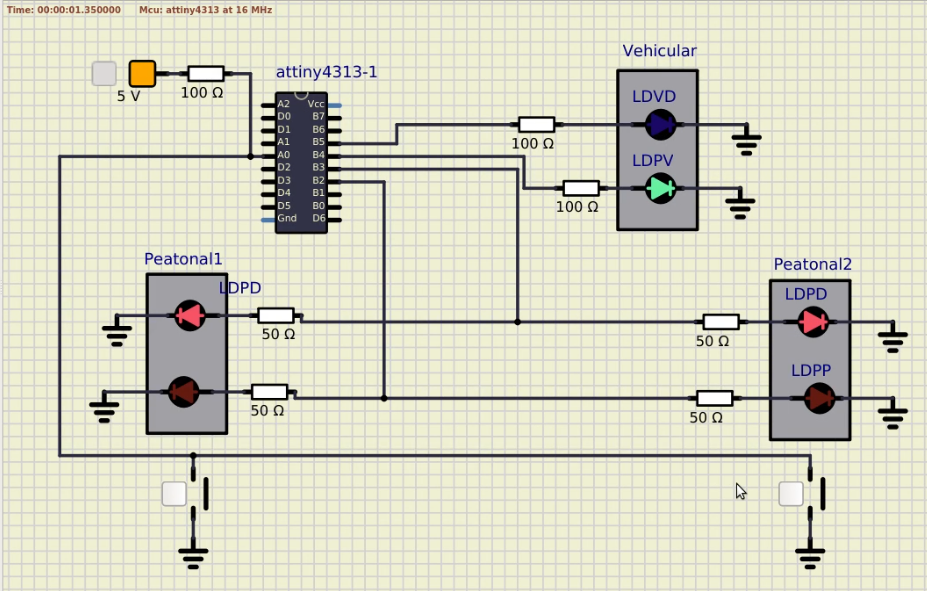 Time: 00:00:01.350000 Mcu: attiny4313 at 16 MHz
Vehicular
attiny4313-1
5 V
100 Ω
A2 Vcc
D0 B7
D1 B6
A1 B5
A0 B4
D2 B3
D3 B2
D4 B1
D5 B0
Gnd D6
LDVD
100 Ω
LDPV
100 Ω
Peatonal1
LDPD
50 Ω
50 Ω
Peatonal2
LDPD
50 Ω
LDPP
50 Ω